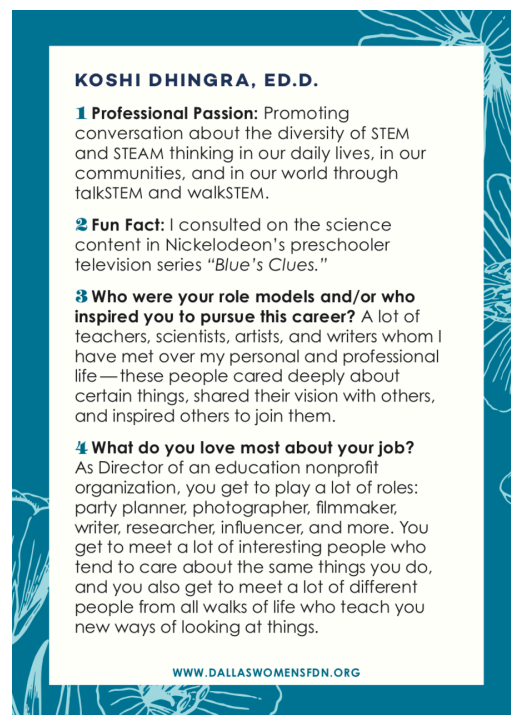 KOSHI DHINGRA, ED.D.
1 Professional Passion: Promoting
conversation about the diversity of STEM
and STEAM thinking in our daily lives, in our
communities, and in our world through
talkSTEM and walkSTEM.
2 Fun Fact: I consulted on the science
content in Nickelodeon's preschooler
television series "Blue's Clues."
3 Who were your role models and/or who
inspired you to pursue this career? A lot of
teachers, scientists, artists, and writers whom I
have met over my personal and professional
life — these people cared deeply about
certain things, shared their vision with others,
and inspired others to join them.
4 What do you love most about your job?
As Director of an education nonprofit
organization, you get to play a lot of roles:
party planner, photographer, filmmaker,
writer, researcher, influencer, and more. You
get to meet a lot of interesting people who
tend to care about the same things you do,
and you also get to meet a lot of different
people from all walks of life who teach you
new ways of looking at things.
WWW.DALLASWOMENSFDN.ORG